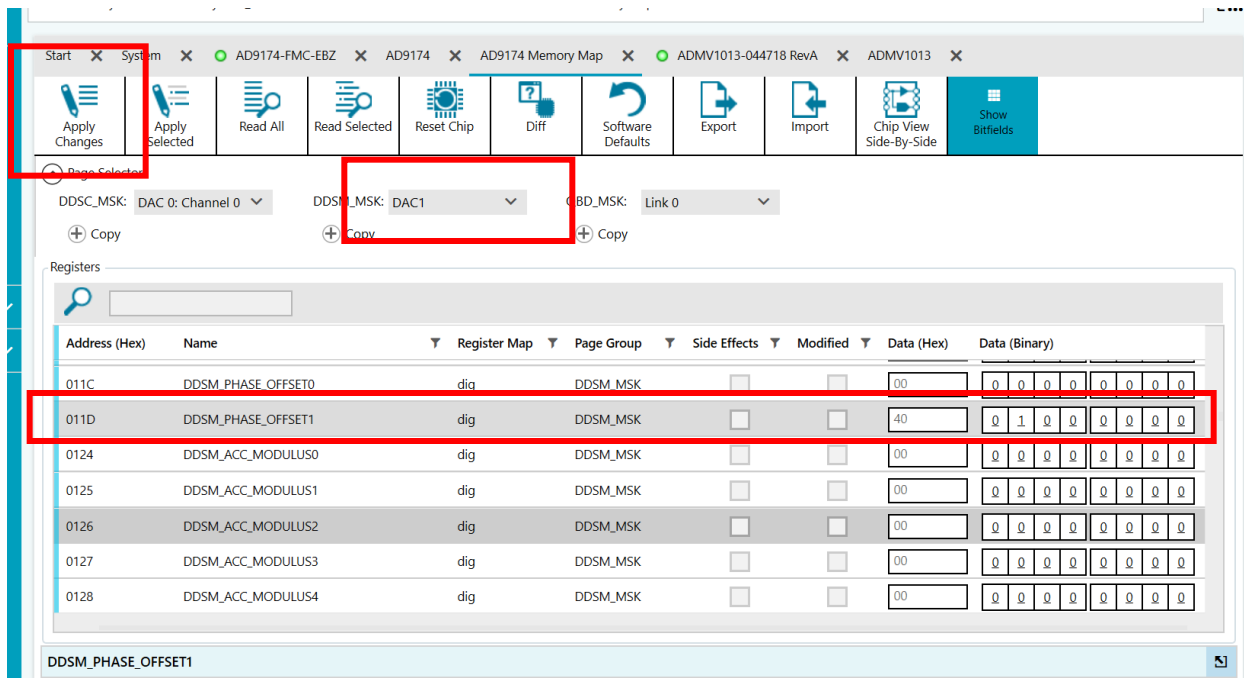 Start System AD9174-FMC-EBZ AD9174 AD9174 Memory Map ADMV1013-044718 RevA ADMV1013
Apply Changes Apply Selected Read All Read Selected Reset Chip Diff Software Defaults Export Import Chip View Side-By-Side Show Bitfields
Page Selector
DDSC_MSK: DAC 0: Channel 0 DDSM_MSK: DAC1 CBD_MSK: Link 0
Copy Copy Copy
Registers
Address (Hex) Name Register Map Page Group Side Effects Modified Data (Hex) Data (Binary)
011C DDSM_PHASE_OFFSET0 dig DDSM_MSK 00 0 0 0 0 0 0 0 0
011D DDSM_PHASE_OFFSET1 dig DDSM_MSK 40 0 1 0 0 0 0 0 0
0124 DDSM_ACC_MODULUS0 dig DDSM_MSK 00 0 0 0 0 0 0 0 0
0125 DDSM_ACC_MODULUS1 dig DDSM_MSK 00 0 0 0 0 0 0 0 0
0126 DDSM_ACC_MODULUS2 dig DDSM_MSK 00 0 0 0 0 0 0 0 0
0127 DDSM_ACC_MODULUS3 dig DDSM_MSK 00 0 0 0 0 0 0 0 0
0128 DDSM_ACC_MODULUS4 dig DDSM_MSK 00 0 0 0 0 0 0 0 0
DDSM_PHASE_OFFSET1